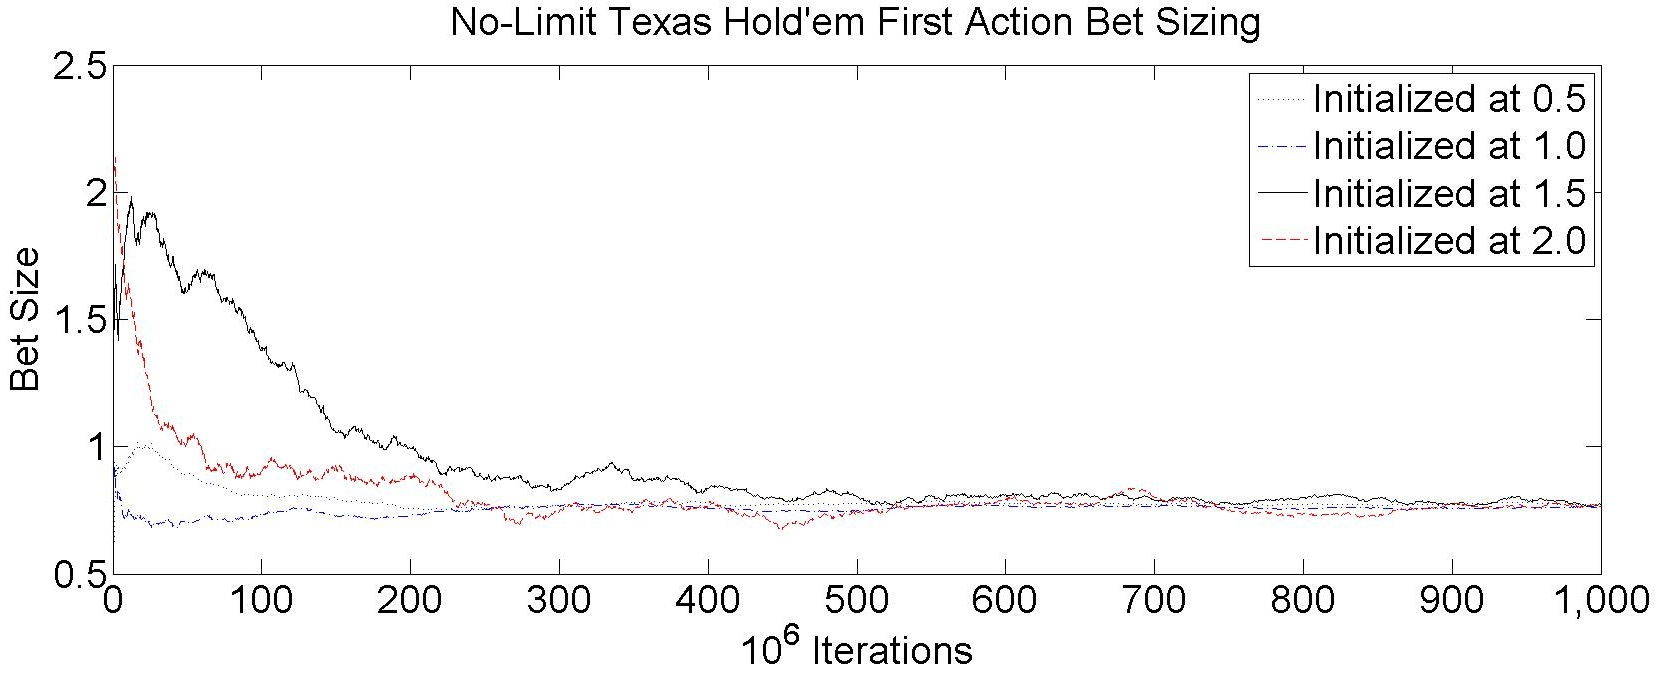 No-Limit Texas Hold'em First Action Bet Sizing
2.5
2
1.5
1
0.5
Bet Size
Initialized at 0.5
Initialized at 1.0
Initialized at 1.5
Initialized at 2.0
0 100 200 300 400 500 600 700 800 900 1,000
10^6 Iterations